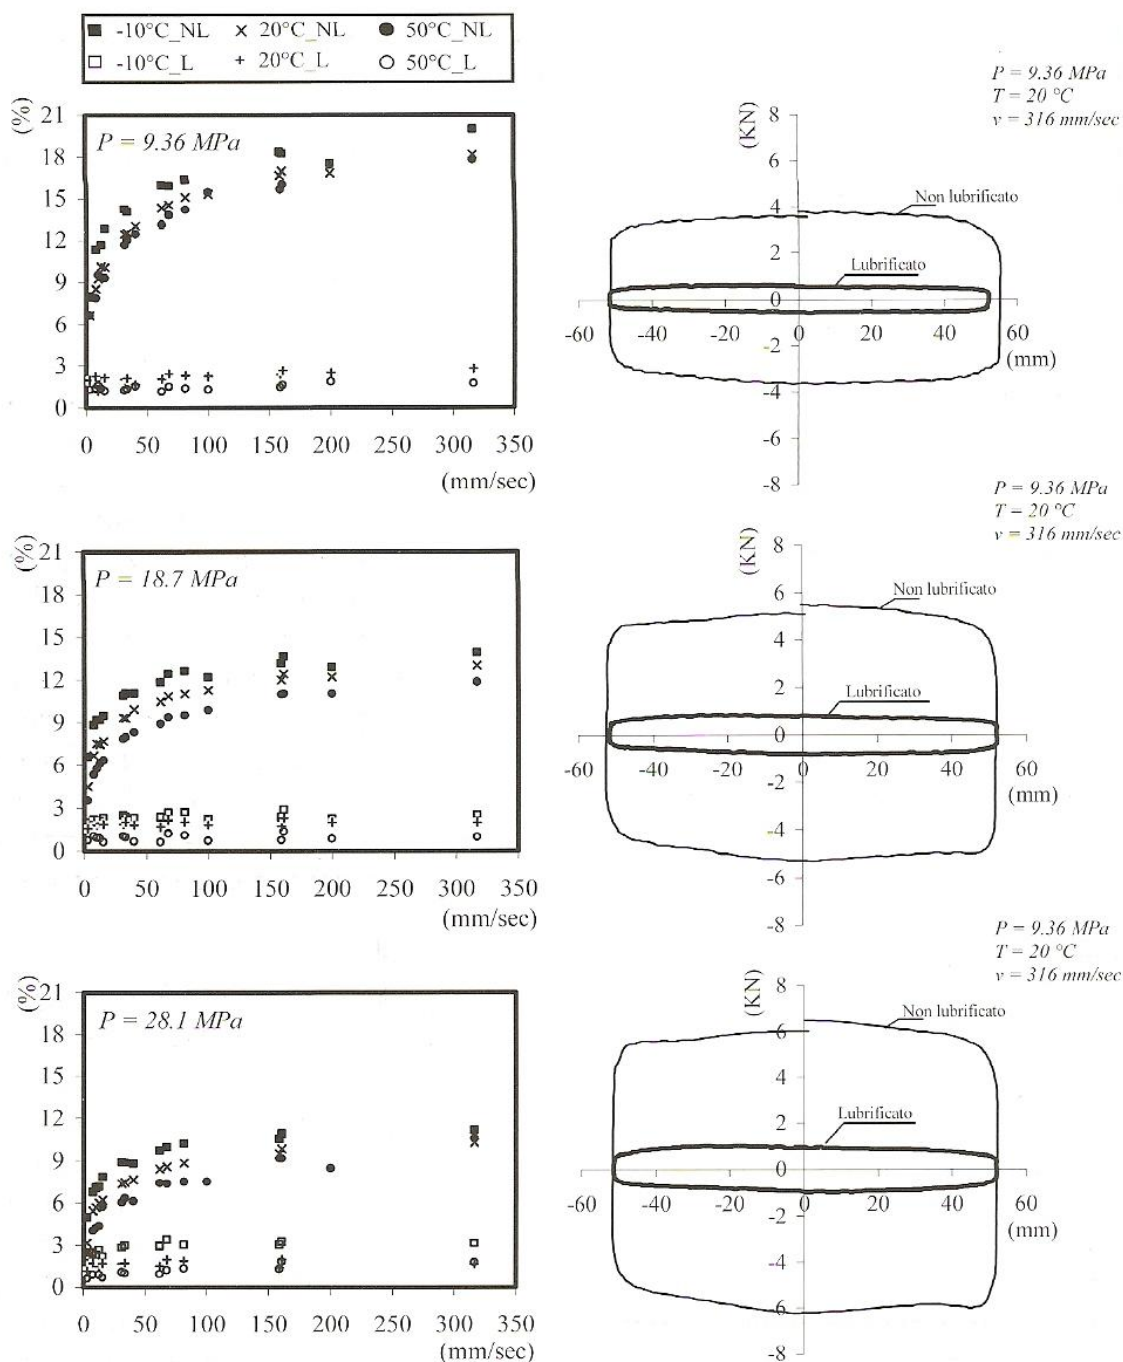 -10°C_NL 20°C_NL 50°C_NL
-10°C_L 20°C_L 50°C_L
(%)
21
18
15
12
9
6
3
0
P = 9.36 MPa
0 50 100 150 200 250 300 350
(mm/sec)
P = 9.36 MPa
T = 20 °C
v = 316 mm/sec
(KN)
8
6
4
2
0
-2
-4
-6
-8
Non lubrificato
Lubrificato
-60 -40 -20 0 20 40 60
(mm)
(%)
21
18
15
12
9
6
3
0
P = 18.7 MPa
0 50 100 150 200 250 300 350
(mm/sec)
P = 9.36 MPa
T = 20 °C
v = 316 mm/sec
(KN)
8
6
4
2
0
-2
-4
-6
-8
Non lubrificato
Lubrificato
-60 -40 -20 0 20 40 60
(mm)
(%)
21
18
15
12
9
6
3
0
P = 28.1 MPa
0 50 100 150 200 250 300 350
(mm/sec)
P = 9.36 MPa
T = 20 °C
v = 316 mm/sec
(KN)
8
6
4
2
0
-2
-4
-6
-8
Non lubrificato
Lubrificato
-60 -40 -20 0 20 40 60
(mm)